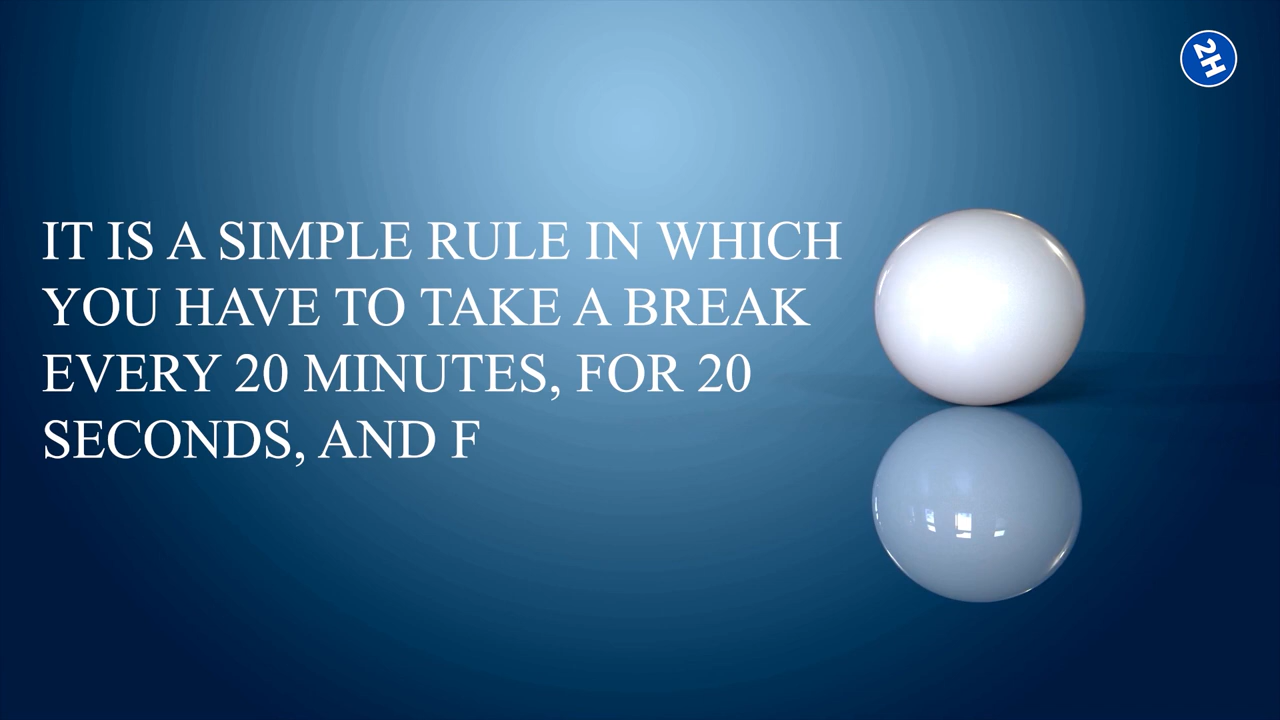 2H
IT IS A SIMPLE RULE IN WHICH
YOU HAVE TO TAKE A BREAK
EVERY 20 MINUTES, FOR 20
SECONDS, AND F